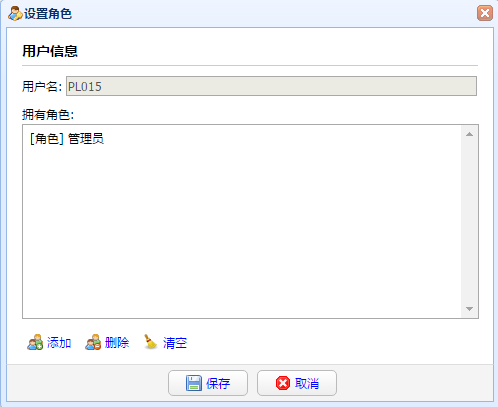 设置角色
用户信息
用户名: PL015
拥有角色:
[角色] 管理员
添加 删除 清空
保存 取消